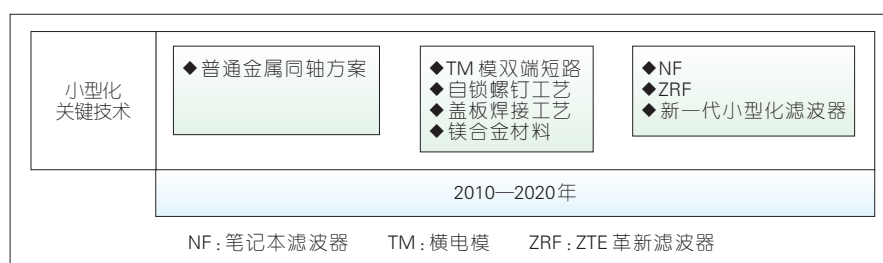 小型化
关键技术
◆普通金属同轴方案
◆TM 模双端短路
◆自锁螺钉工艺
◆盖板焊接工艺
◆镁合金材料
◆NF
◆ZRF
◆新一代小型化滤波器
2010—2020年
NF：笔记本滤波器 TM：横电模 ZRF：ZTE 革新滤波器